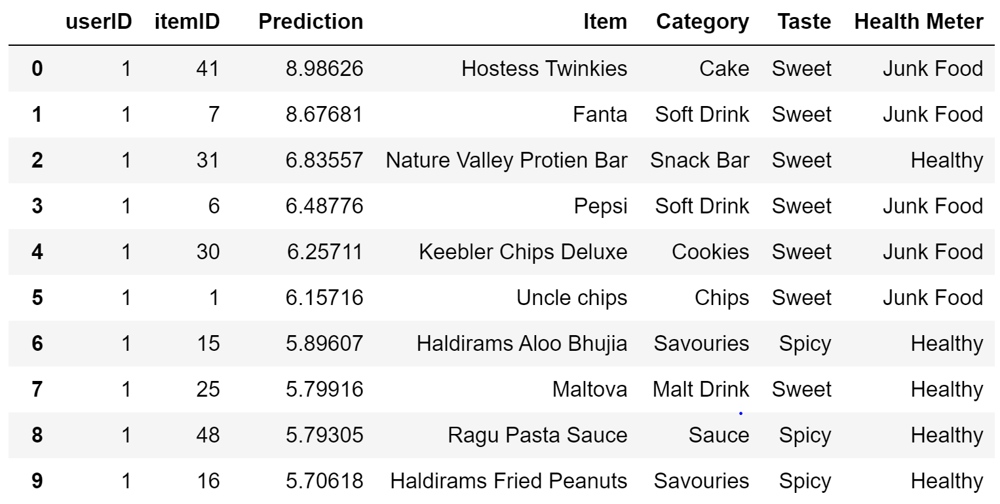 userID itemID Prediction Item Category Taste Health Meter
0 1 41 8.98626 Hostess Twinkies Cake Sweet Junk Food
1 1 7 8.67681 Fanta Soft Drink Sweet Junk Food
2 1 31 6.83557 Nature Valley Protien Bar Snack Bar Sweet Healthy
3 1 6 6.48776 Pepsi Soft Drink Sweet Junk Food
4 1 30 6.25711 Keebler Chips Deluxe Cookies Sweet Junk Food
5 1 1 6.15716 Uncle chips Chips Sweet Junk Food
6 1 15 5.89607 Haldirams Aloo Bhujia Savouries Spicy Healthy
7 1 25 5.79916 Maltova Malt Drink Sweet Healthy
8 1 48 5.79305 Ragu Pasta Sauce Sauce Spicy Healthy
9 1 16 5.70618 Haldirams Fried Peanuts Savouries Spicy Healthy